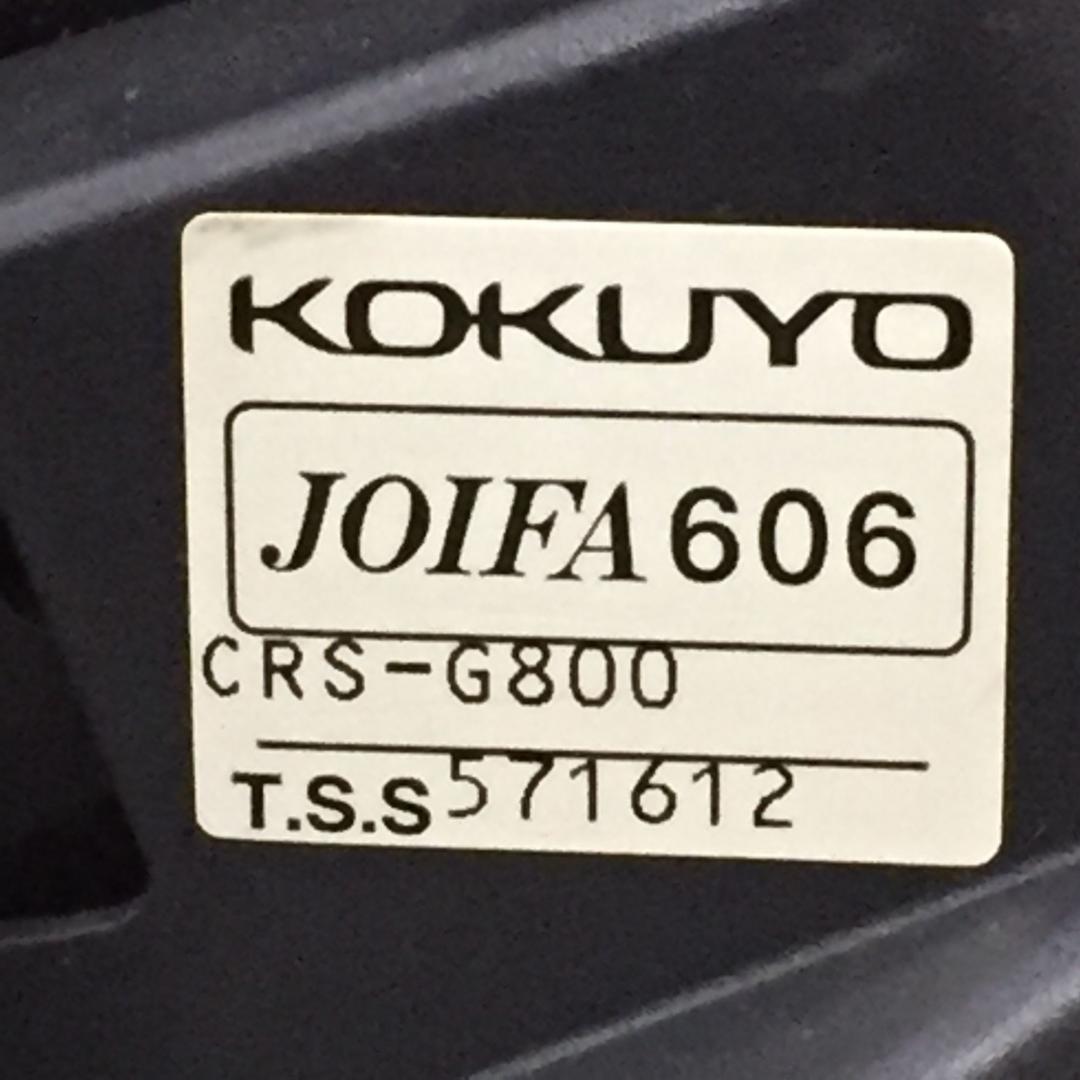 KOKUYO
JOIFA 606
CRS-G800
T.S.S 571612